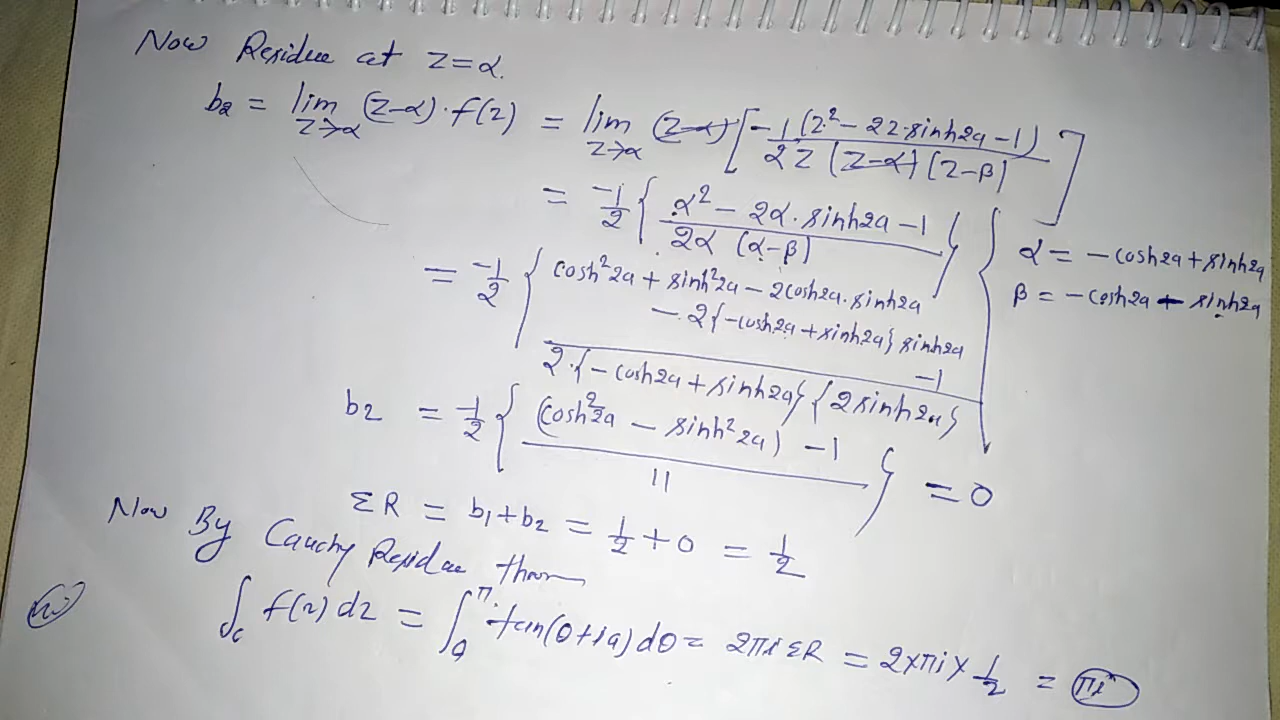 Now Residue at z=α.
b₂ = lim z→α (z-α)·f(z) = lim z→α (z-α) [ -1 (z² - 2z·sinh2a - 1) / 2z (z-α) (z-β) ]
= -1/2 { α² - 2α·sinh2a - 1 / 2α (α-β) }
α = -cosh2a + sinh2a
β = -cosh2a - sinh2a
= -1/2 { cosh²2a + sinh²2a - 2cosh2a·sinh2a
- 2{-cosh2a + sinh2a} sinh2a
-1
2·{-cosh2a + sinh2a} {2sinh2a}
b₂ = -1/2 { (cosh²2a - sinh²2a) - 1 / 11 } = 0
ΣR = b₁+b₂ = 1/2 + 0 = 1/2
Now By Cauchy Residue thm
∫c f(z) dz = ∫₀^π tan(θ+ia) dθ = 2πi ΣR = 2×πi× 1/2 = πi